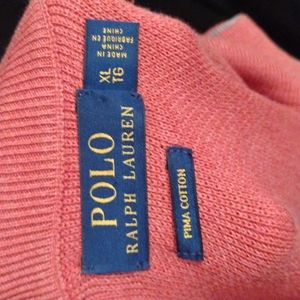 POLO
RALPH LAUREN
XL
TG
MADE IN
CHINA
FABRIQUÉ EN
CHINE
PIMA COTTON